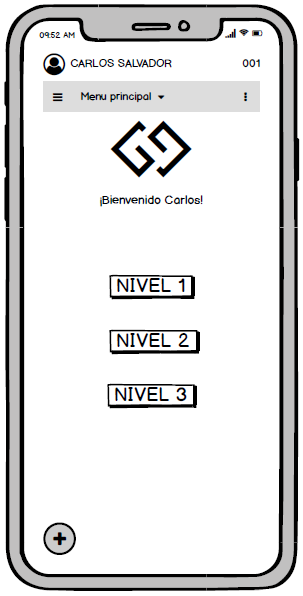 09:52 AM
CARLOS SALVADOR 001
Menu principal
¡Bienvenido Carlos!
NIVEL 1
NIVEL 2
NIVEL 3